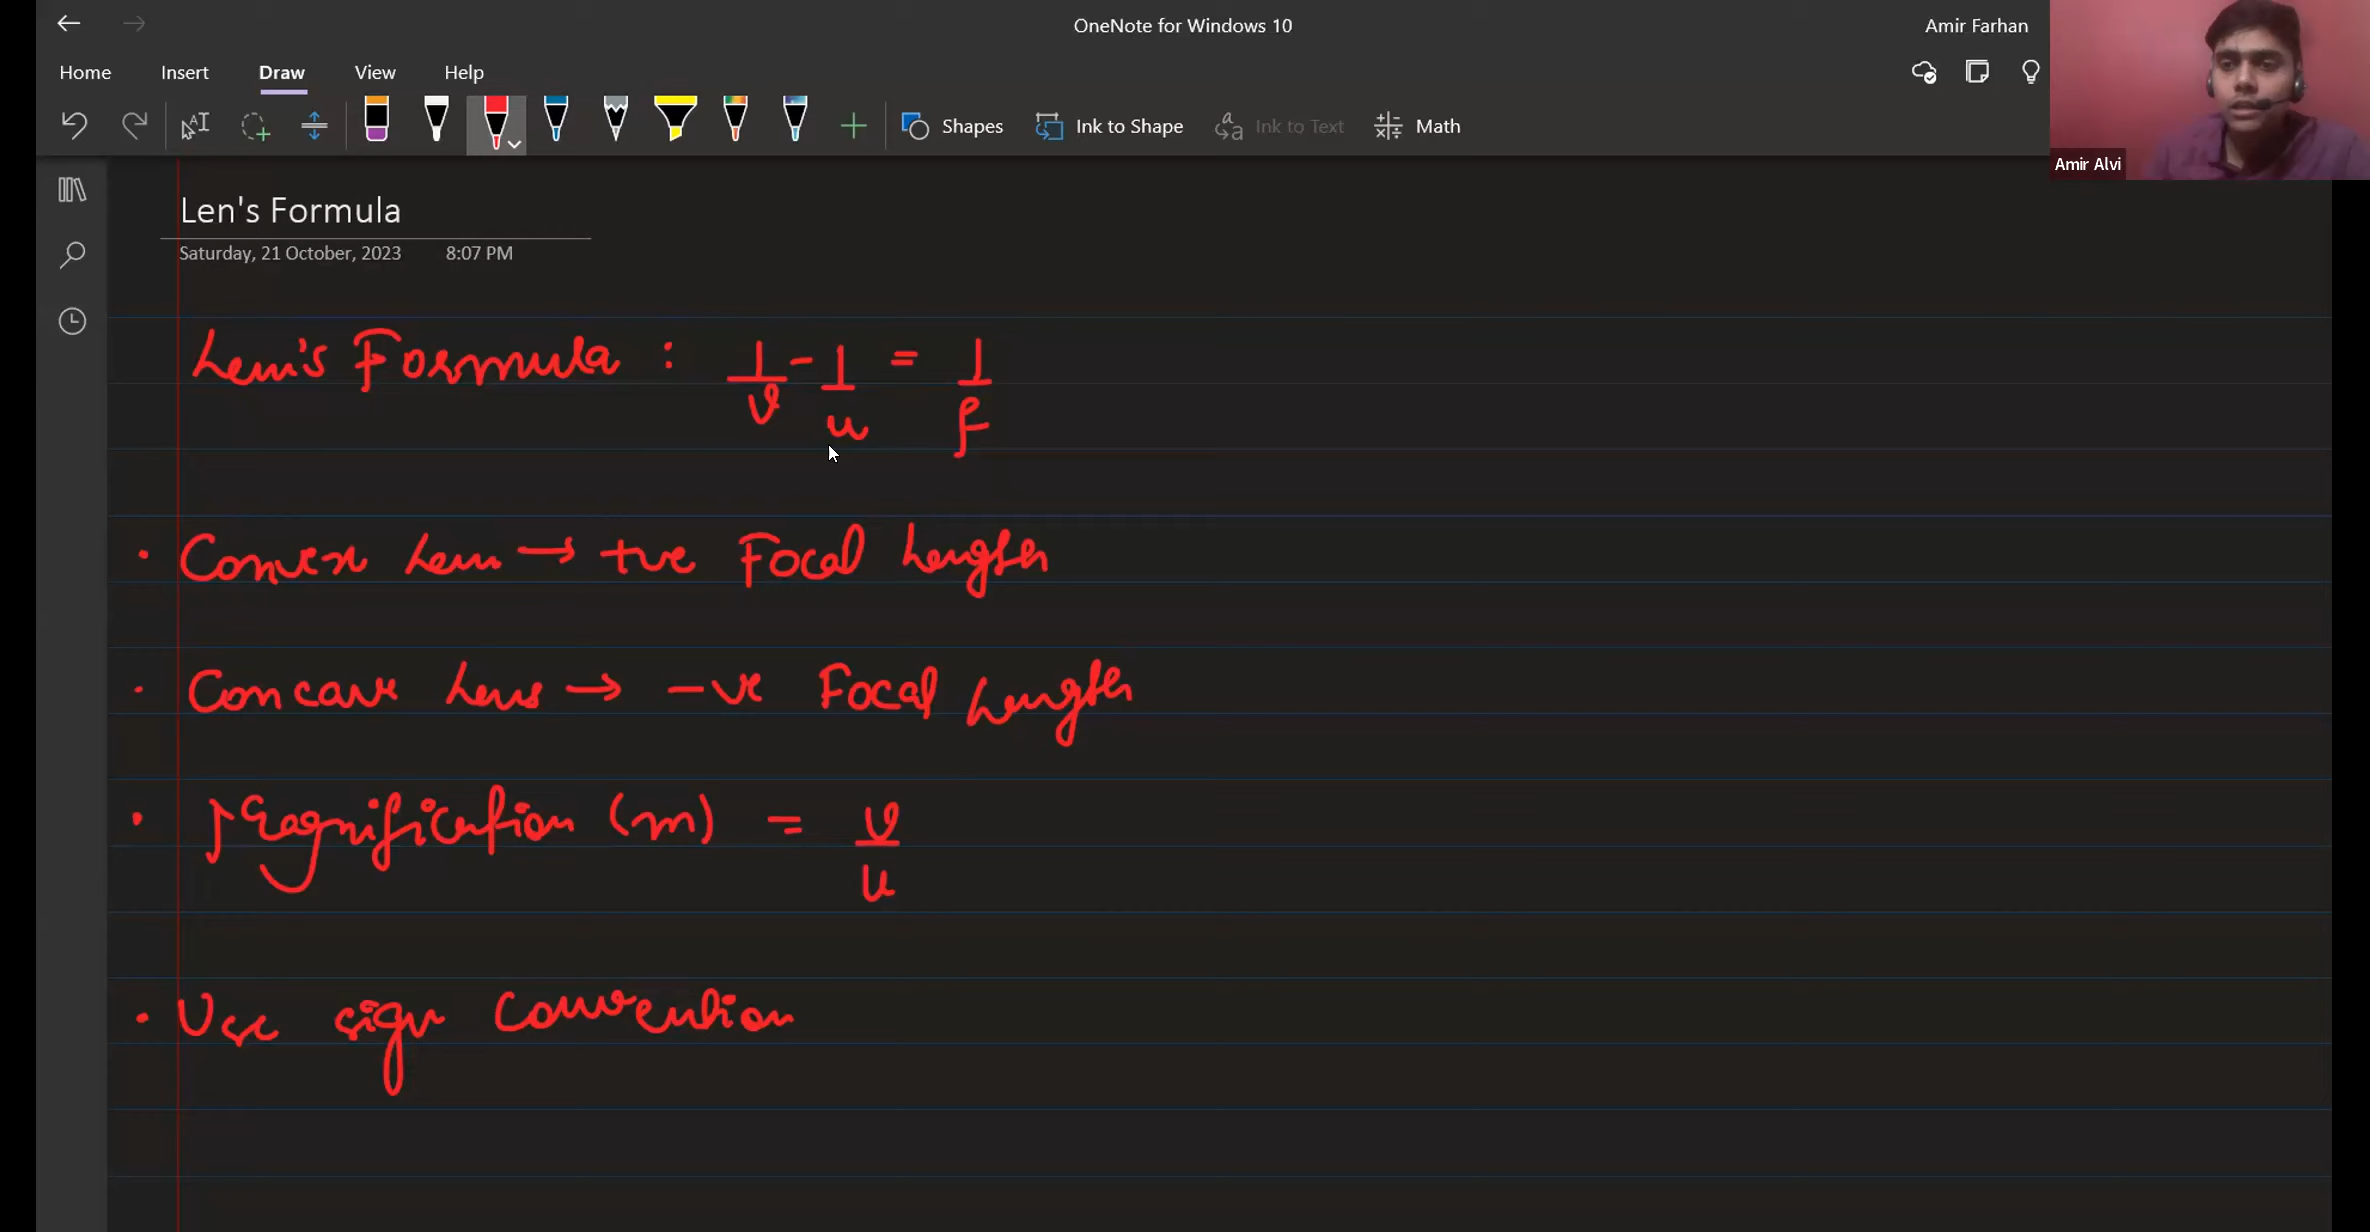 OneNote for Windows 10
Amir Farhan
Home Insert Draw View Help
Shapes Ink to Shape Ink to Text Math
Amir Alvi
Len's Formula
Saturday, 21 October, 2023 8:07 PM
Len's Formula : 1/v - 1/u = 1/f
· Convex Lens → +ve Focal Length
· Concave Lens → -ve Focal Length
· Magnification (m) = v/u
· Use sign convention